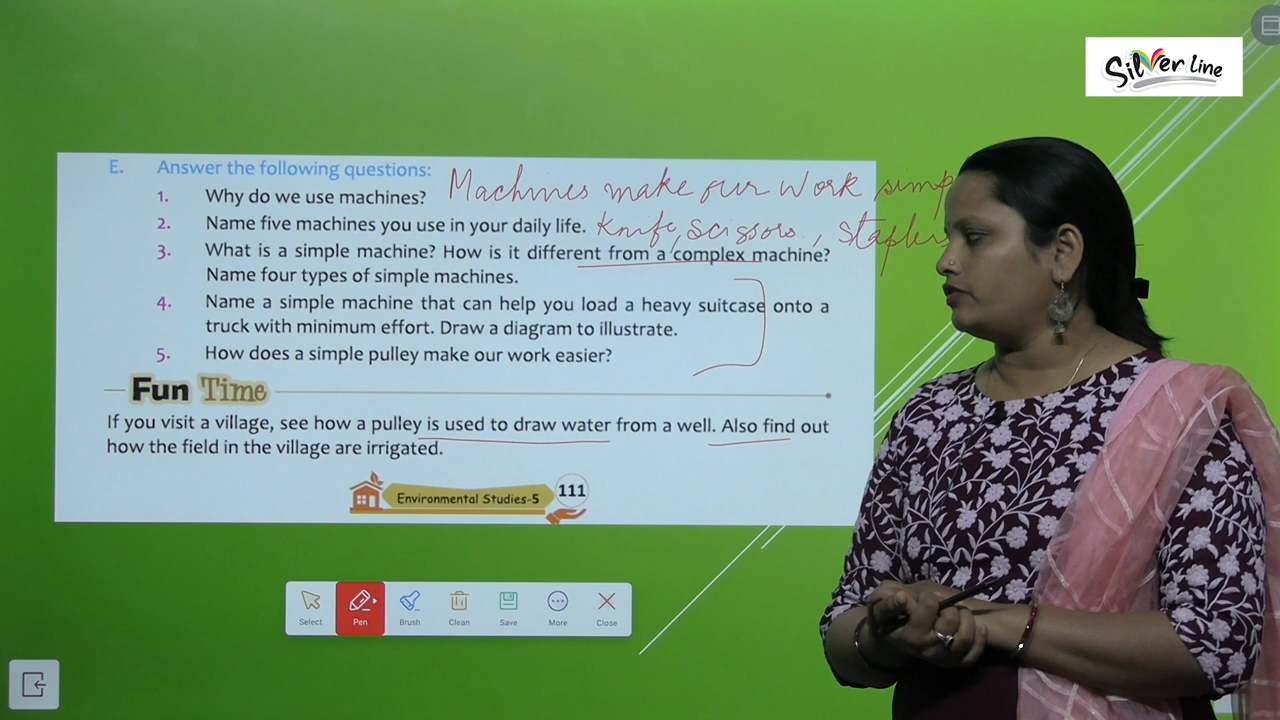 Silver Line
E. Answer the following questions:
1. Why do we use machines? Machines make our work
2. Name five machines you use in your daily life. Knife, scissors,
3. What is a simple machine? How is it different from a complex machine?
Name four types of simple machines.
4. Name a simple machine that can help you load a heavy suitcase onto a
truck with minimum effort. Draw a diagram to illustrate.
5. How does a simple pulley make our work easier?
Fun Time
If you visit a village, see how a pulley is used to draw water from a well. Also find out
how the field in the village are irrigated.
Environmental Studies-5 111
Select Pen Brush Clean Save More Close